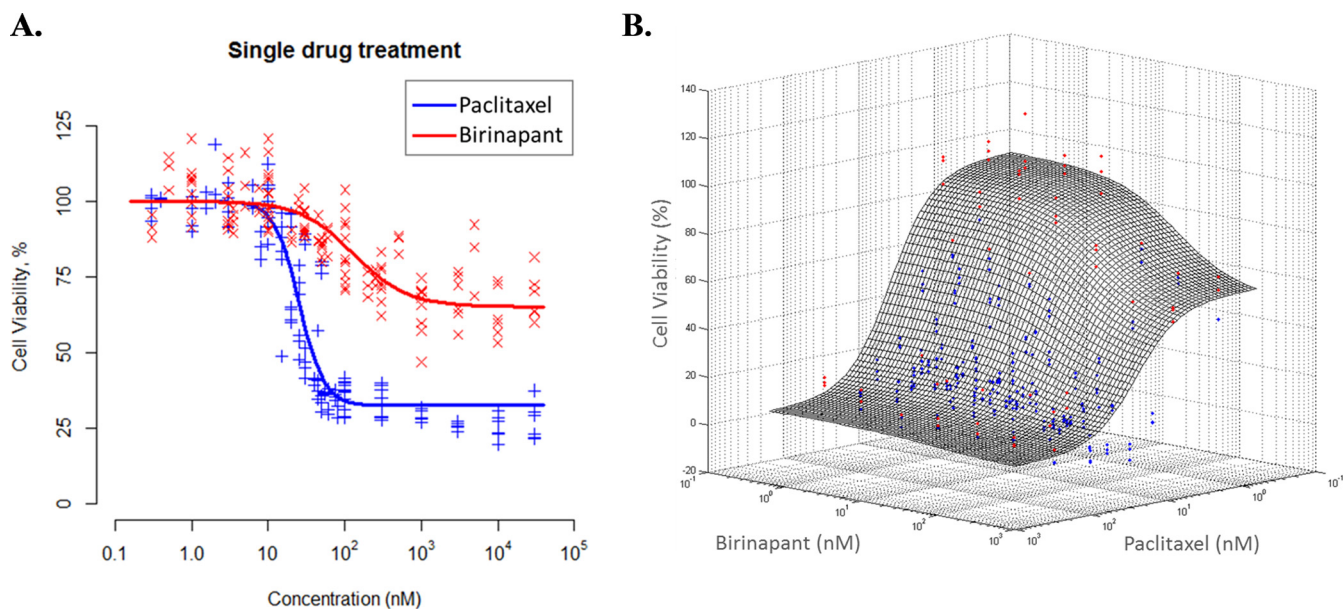 A.
Single drug treatment
Paclitaxel
Birinapant
Cell Viability, %
125
100
75
50
25
0
0.1 1.0 10 10² 10³ 10⁴ 10⁵
Concentration (nM)
B.
Cell Viability (%)
140
120
100
80
60
40
20
0
-20
10⁻¹ 10⁰ 10¹ 10² 10³
Birinapant (nM)
10³ 10² 10¹ 10⁰ 10⁻¹
Paclitaxel (nM)